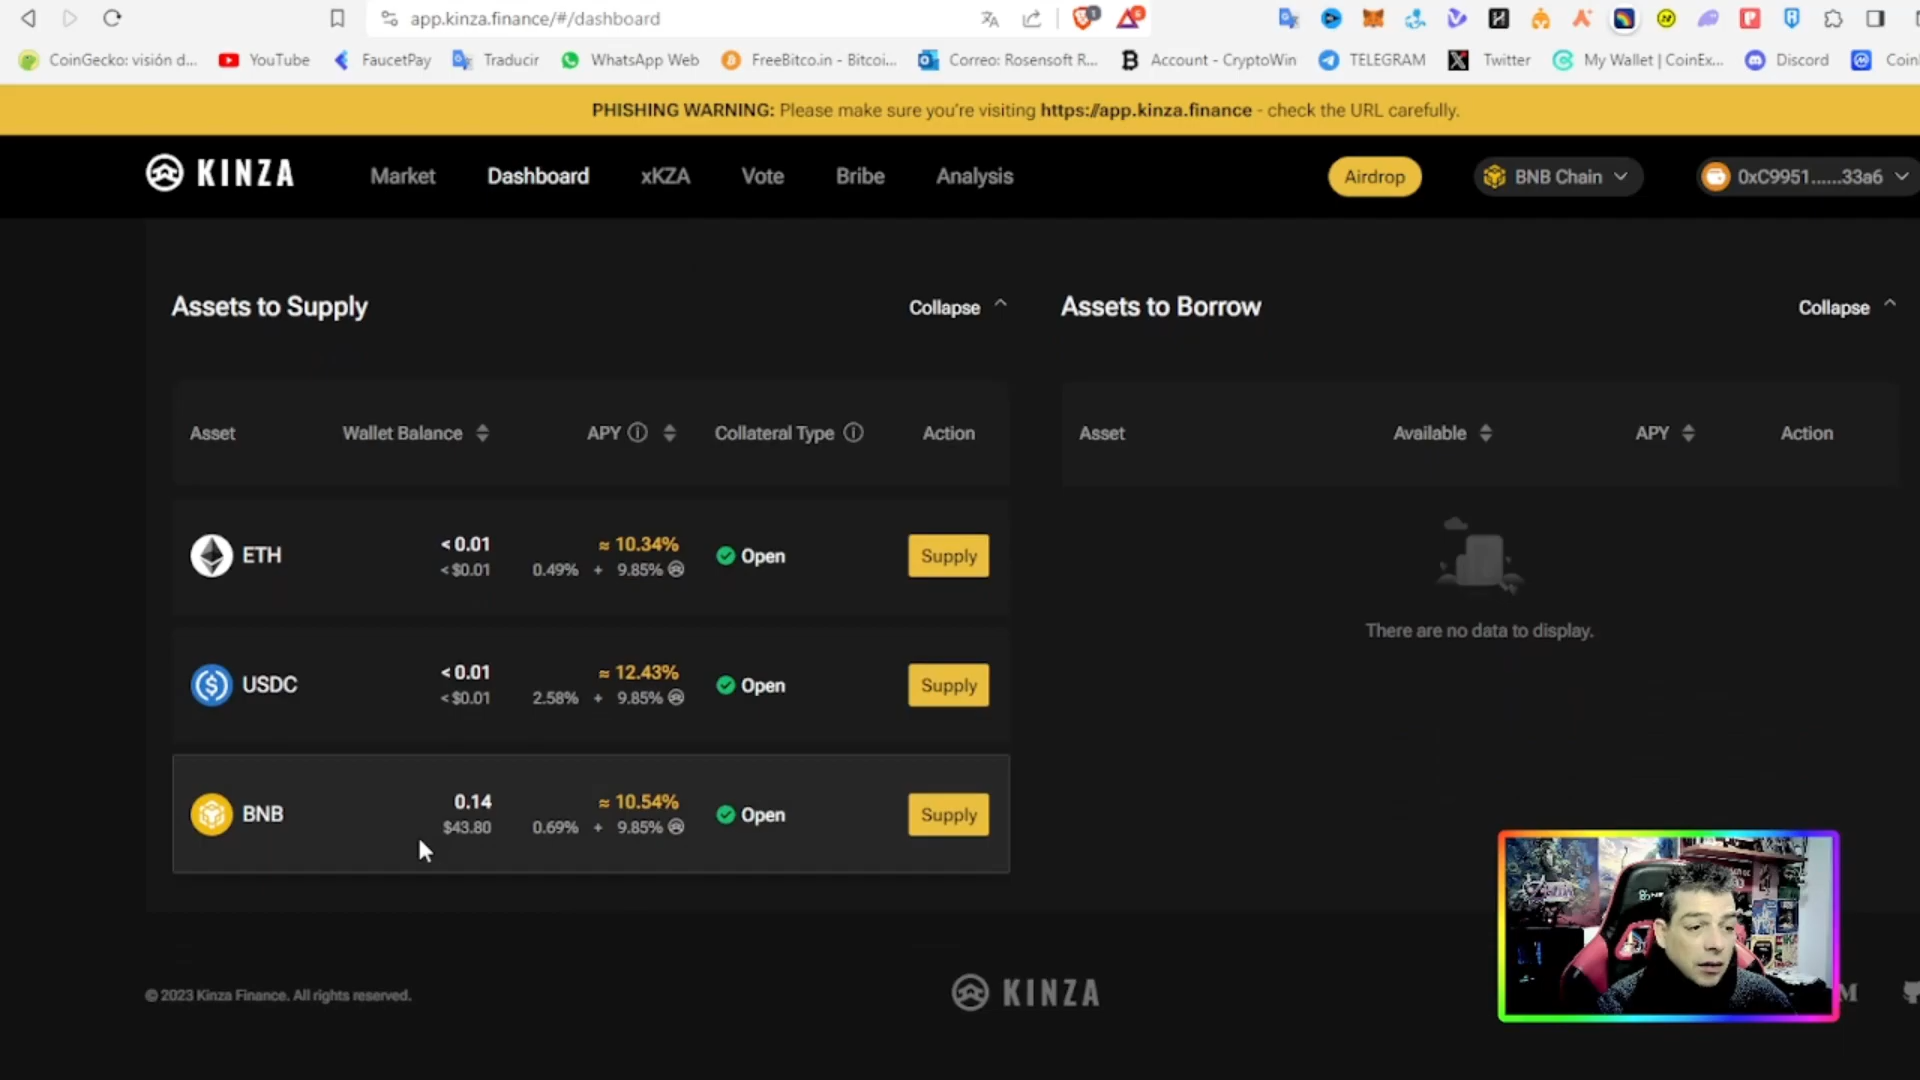 app.kinza.finance/#/dashboard
CoinGecko: visión d...
YouTube
FaucetPay
Traducir
WhatsApp Web
FreeBitco.in - Bitcoi...
Correo: Rosensoft R...
Account - CryptoWin
TELEGRAM
Twitter
My Wallet | CoinEx...
Discord
Coin
PHISHING WARNING: Please make sure you're visiting https://app.kinza.finance - check the URL carefully.
KINZA
Market
Dashboard
xKZA
Vote
Bribe
Analysis
Airdrop
BNB Chain
0xC9951......33a6
Assets to Supply
Collapse
Asset
Wallet Balance
APY
Collateral Type
Action
ETH
< 0.01
< $0.01
≈ 10.34%
0.49% + 9.85%
Open
Supply
USDC
< 0.01
< $0.01
≈ 12.43%
2.58% + 9.85%
Open
Supply
BNB
0.14
$43.80
≈ 10.54%
0.69% + 9.85%
Open
Supply
Assets to Borrow
Collapse
Asset
Available
APY
Action
There are no data to display.
© 2023 Kinza Finance. All rights reserved.
KINZA